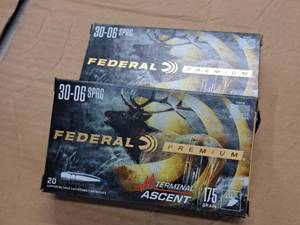 30-06 SPRG
FEDERAL PREMIUM
30-06 SPRG
FEDERAL PREMIUM
20
TERMINAL
ASCENT
175
GRAIN